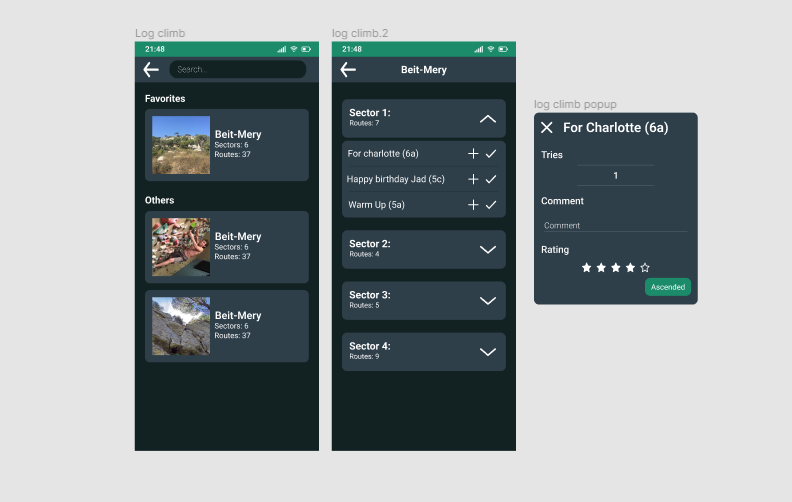 Log climb
21:48
Search...
Favorites
Beit-Mery
Sectors: 6
Routes: 37
Others
Beit-Mery
Sectors: 6
Routes: 37
Beit-Mery
Sectors: 6
Routes: 37
log climb.2
21:48
Beit-Mery
Sector 1:
Routes: 7
For charlotte (6a)
Happy birthday Jad (5c)
Warm Up (5a)
Sector 2:
Routes: 4
Sector 3:
Routes: 5
Sector 4:
Routes: 9
log climb popup
For Charlotte (6a)
Tries
1
Comment
Comment
Rating
Ascended